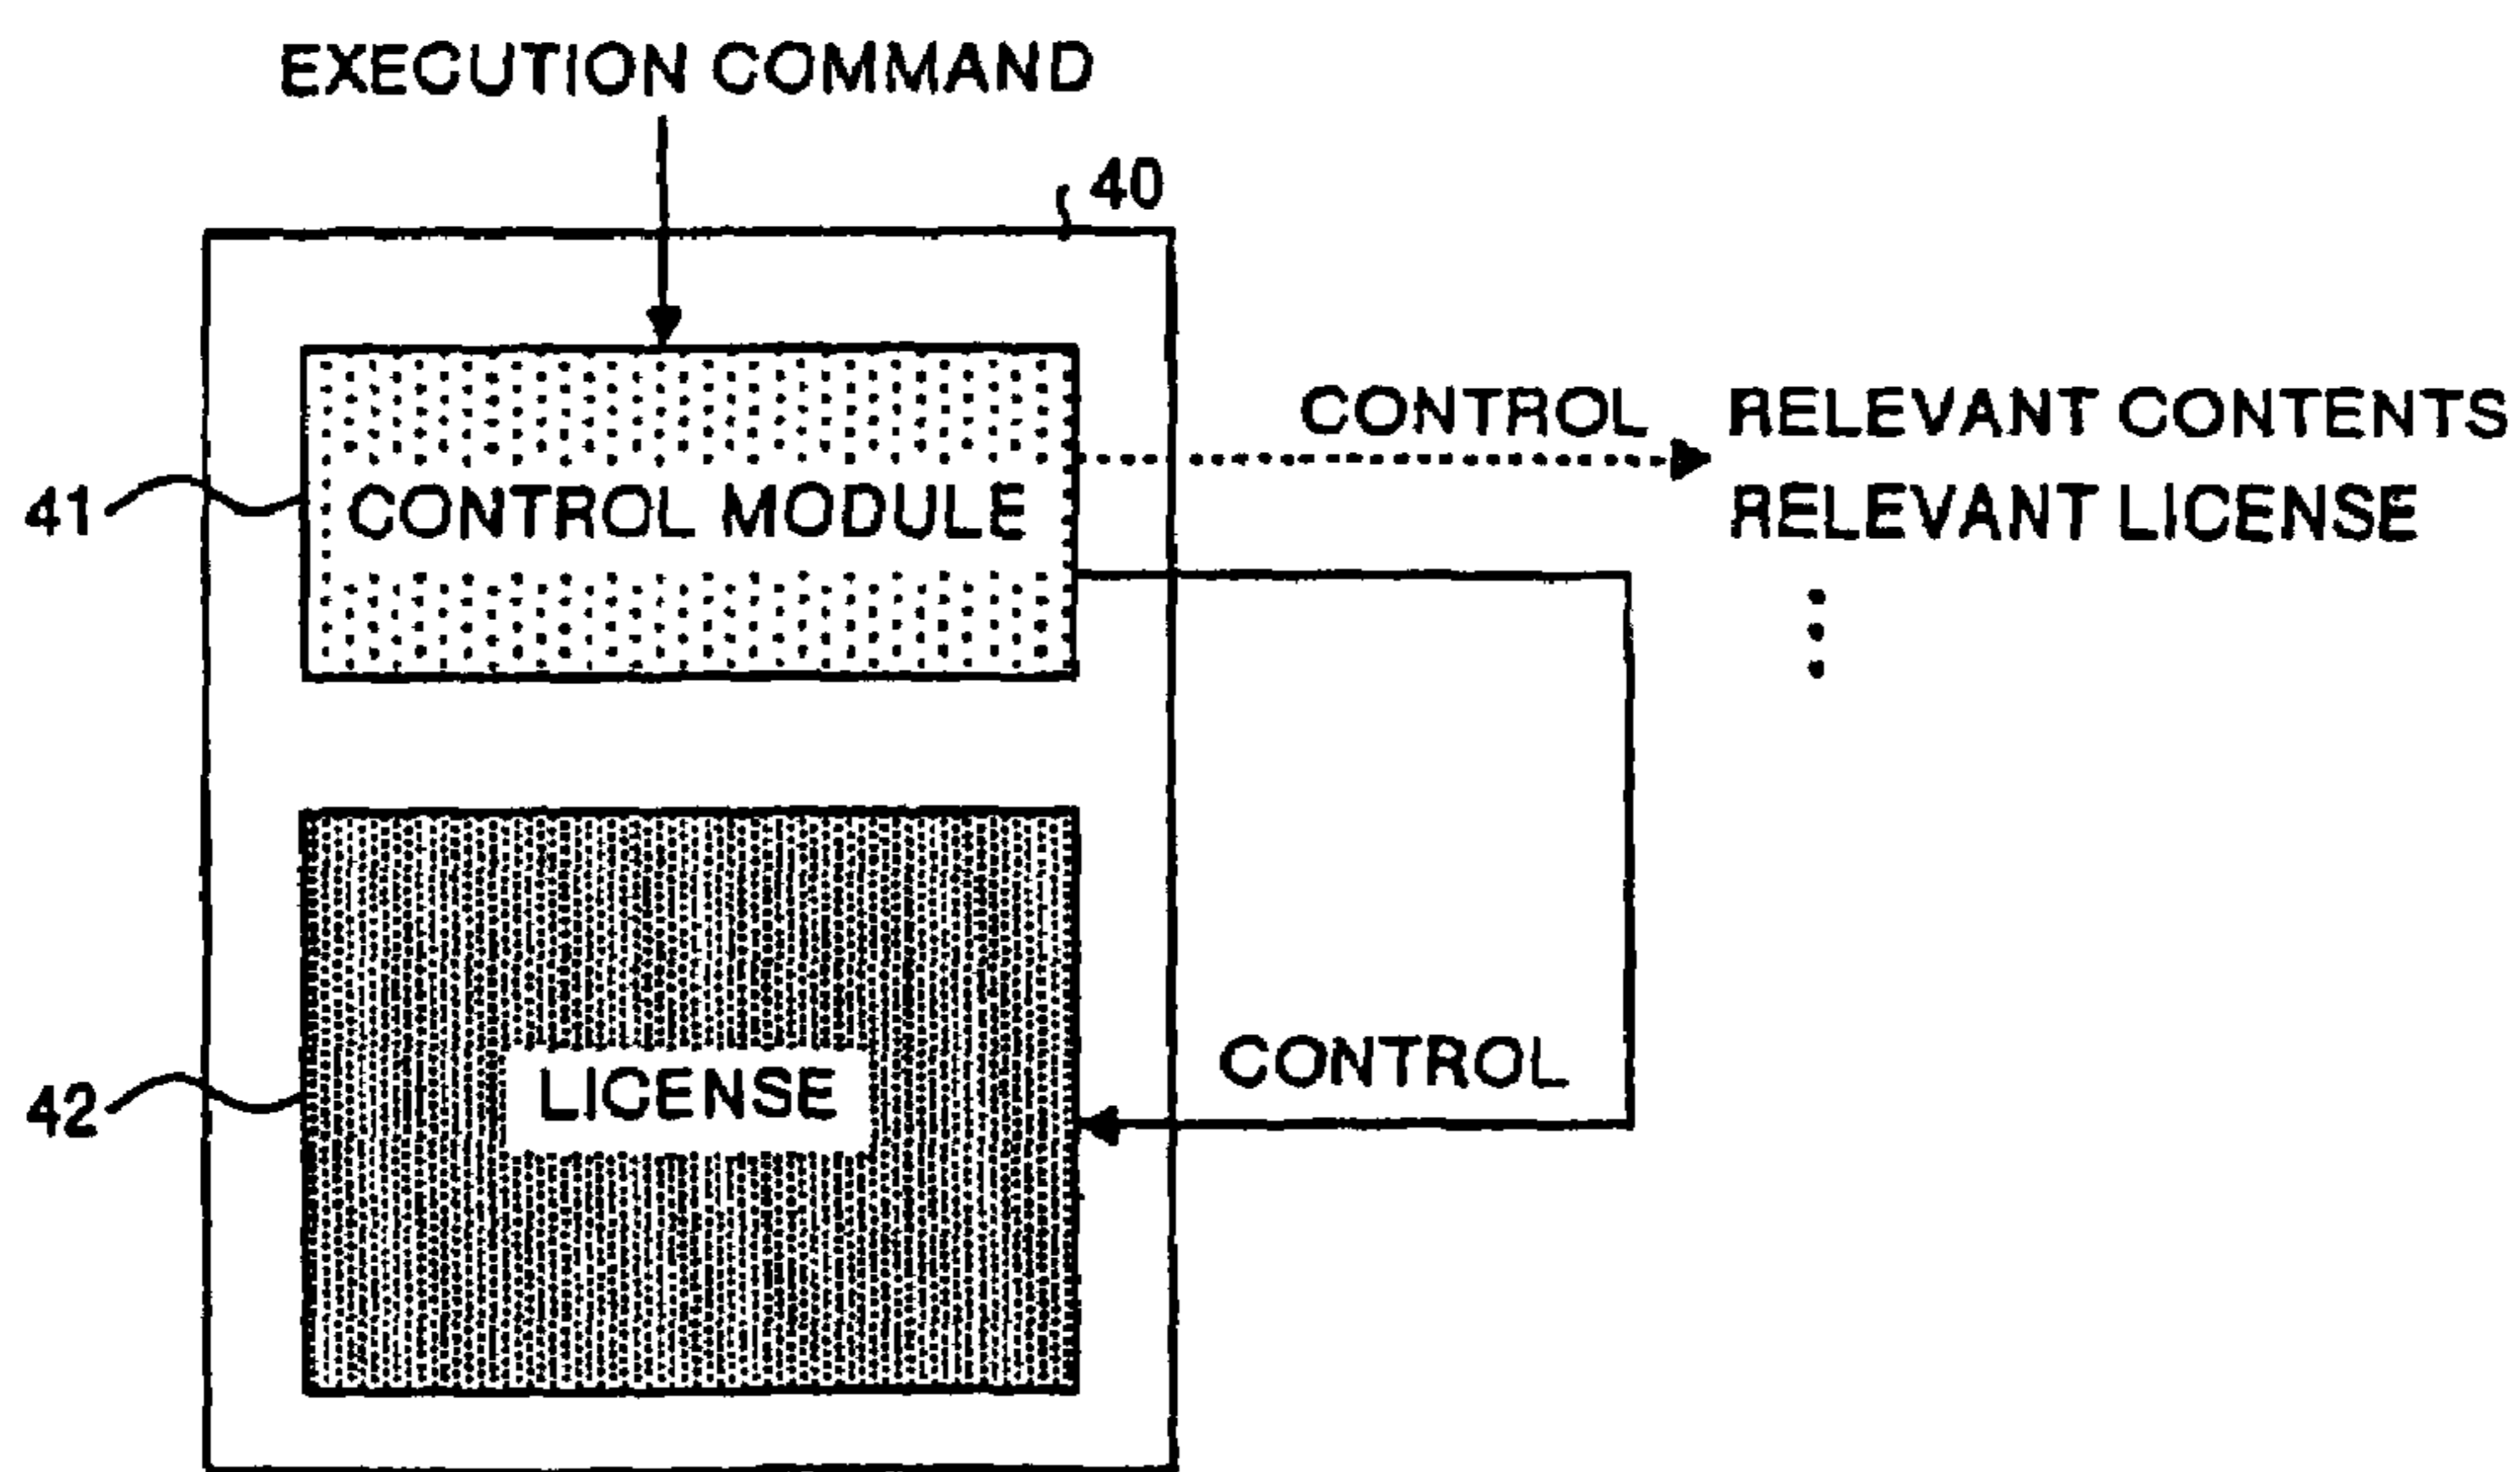 EXECUTION COMMAND
40
CONTROL
RELEVANT CONTENTS
41
CONTROL MODULE
RELEVANT LICENSE
CONTROL
42
LICENSE